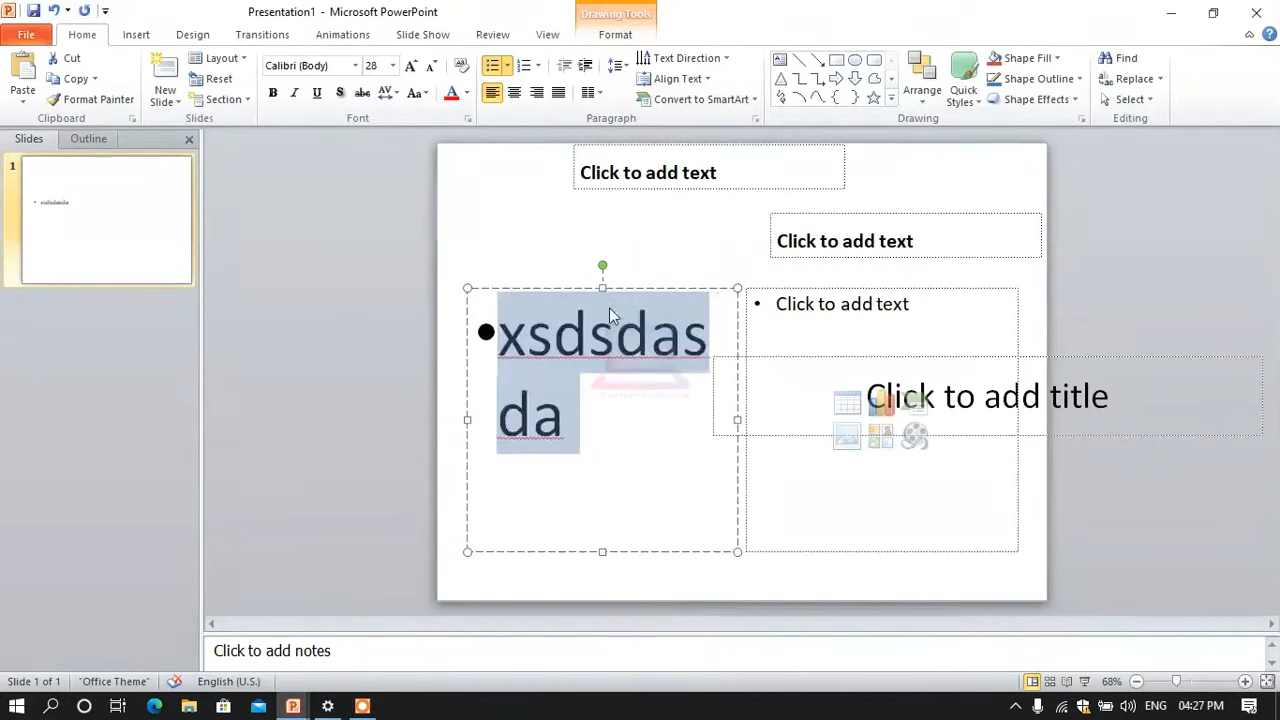 Presentation1 - Microsoft PowerPoint
Drawing Tools
File Home Insert Design Transitions Animations Slide Show Review View Format
Paste
Cut
Copy
Format Painter
Clipboard
New Slide
Layout
Reset
Section
Slides
Calibri (Body) 28
B I U S abc AV Aa A
Font
Text Direction
Align Text
Convert to SmartArt
Paragraph
Arrange
Quick Styles
Shape Fill
Shape Outline
Shape Effects
Drawing
Find
Replace
Select
Editing
Slides Outline
1
Click to add text
Click to add text
• xsdsdas
da
• Click to add text
Click to add title
Click to add notes
Slide 1 of 1 "Office Theme" English (U.S.) 68%
ENG 04:27 PM